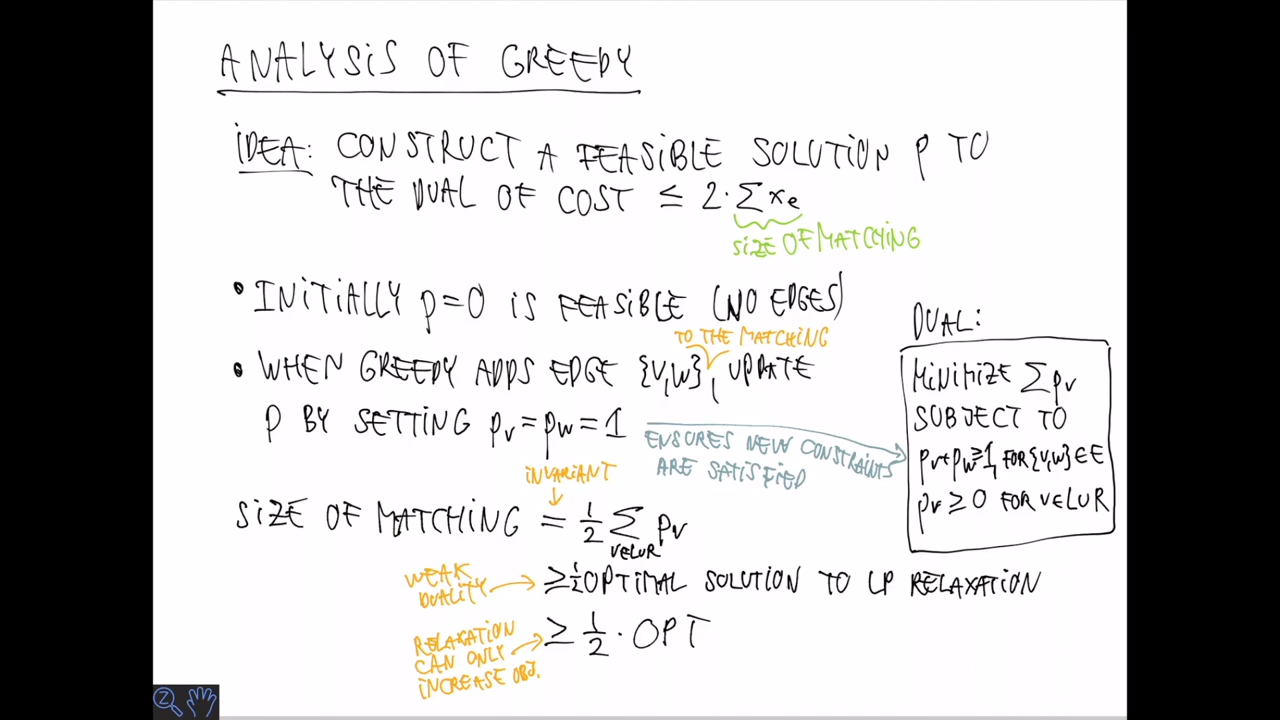 ANALYSIS OF GREEDY
IDEA: CONSTRUCT A FEASIBLE SOLUTION p TO
THE DUAL OF COST ≤ 2·∑xₑ
SIZE OF MATCHING
• INITIALLY p=0 IS FEASIBLE (NO EDGES)
TO THE MATCHING
• WHEN GREEDY ADDS EDGE {v,w}, UPDATE
p BY SETTING pᵥ = p_w = 1
ENSURES NEW CONSTRAINTS
ARE SATISFIED
DUAL:
MINIMIZE ∑pᵥ
SUBJECT TO
pᵥ+p_w≥1, FOR {v,w}∈E
pᵥ ≥ 0 FOR v∈L∪R
INVARIANT
SIZE OF MATCHING = 1/2 ∑ pᵥ
v∈L∪R
WEAK
DUALITY
≥ 1/2 OPTIMAL SOLUTION TO LP RELAXATION
RELAXATION
CAN ONLY
INCREASE OBJ.
≥ 1/2 · OPT